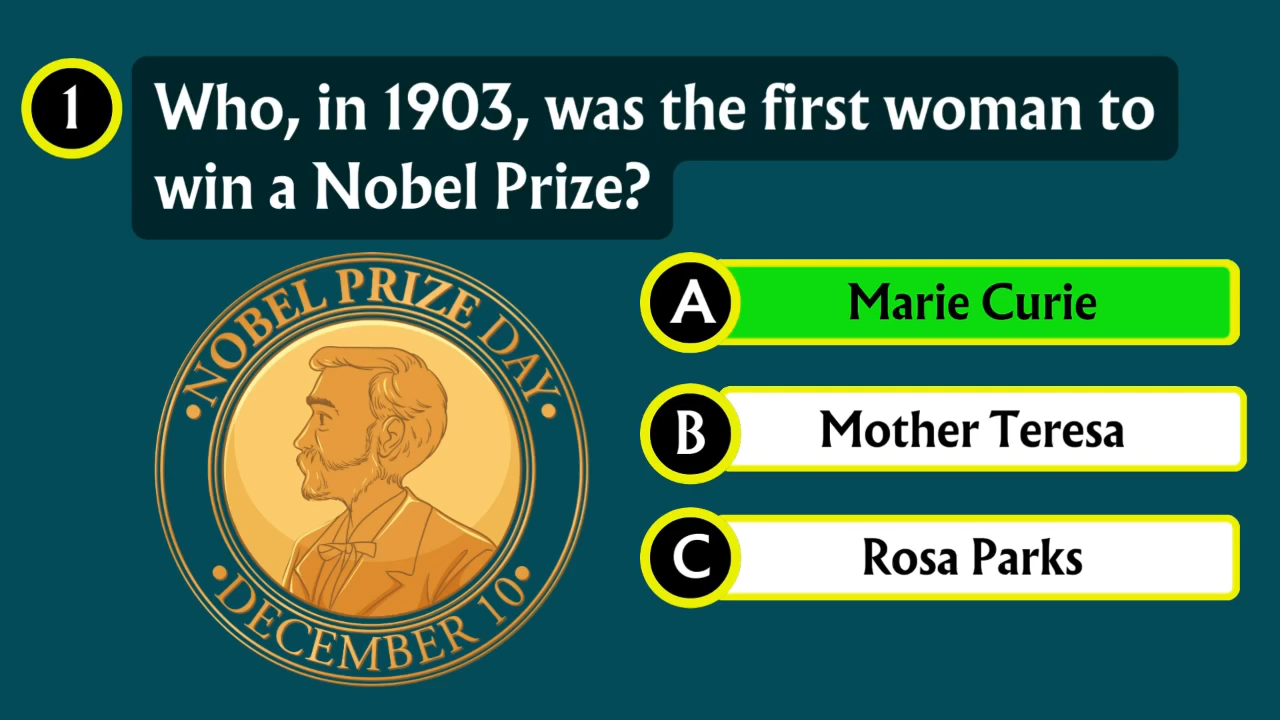 1
Who, in 1903, was the first woman to
win a Nobel Prize?
•NOBEL PRIZE DAY•
•DECEMBER 10•
A
Marie Curie
B
Mother Teresa
C
Rosa Parks